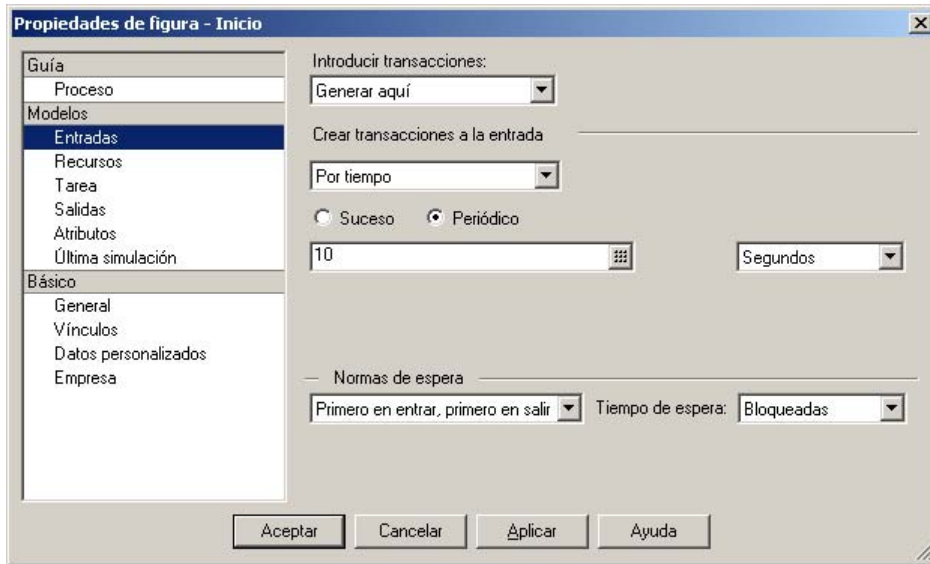 Propiedades de figura - Inicio
Guía
Proceso
Modelos
Entradas
Recursos
Tarea
Salidas
Atributos
Última simulación
Básico
General
Vínculos
Datos personalizados
Empresa
Introducir transacciones:
Generar aquí
Crear transacciones a la entrada
Por tiempo
Suceso Periódico
10 Segundos
Normas de espera
Primero en entrar, primero en salir Tiempo de espera: Bloqueadas
Aceptar Cancelar Aplicar Ayuda